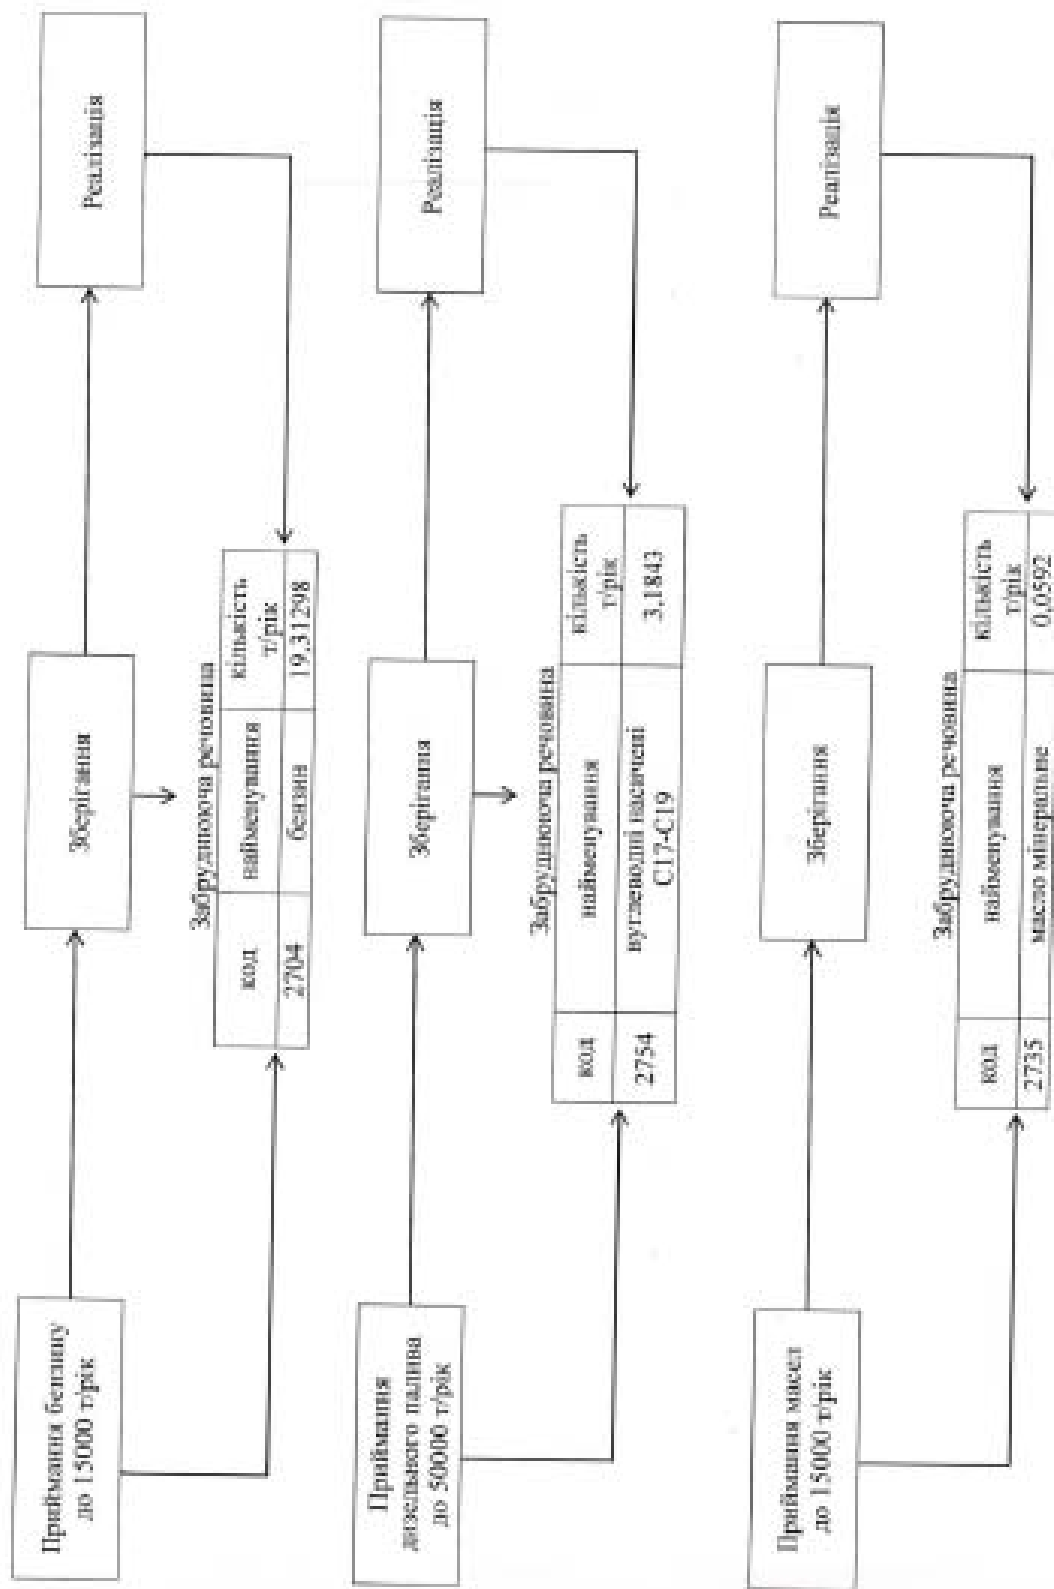 Приймання бензину
до 15000 т/рік
Зберігання
Реалізація
Забруднююча речовина
код
найменування
кількість
т/рік
2704
бензин
19,31298
Приймання
дизельного палива
до 50000 т/рік
Зберігання
Реалізація
Забруднююча речовина
код
найменування
кількість
т/рік
2754
вуглеводні насичені
С17-С19
3,1843
Приймання масел
до 15000 т/рік
Зберігання
Реалізація
Забруднююча речовина
код
найменування
кількість
т/рік
2735
масло мінеральне
0,0592